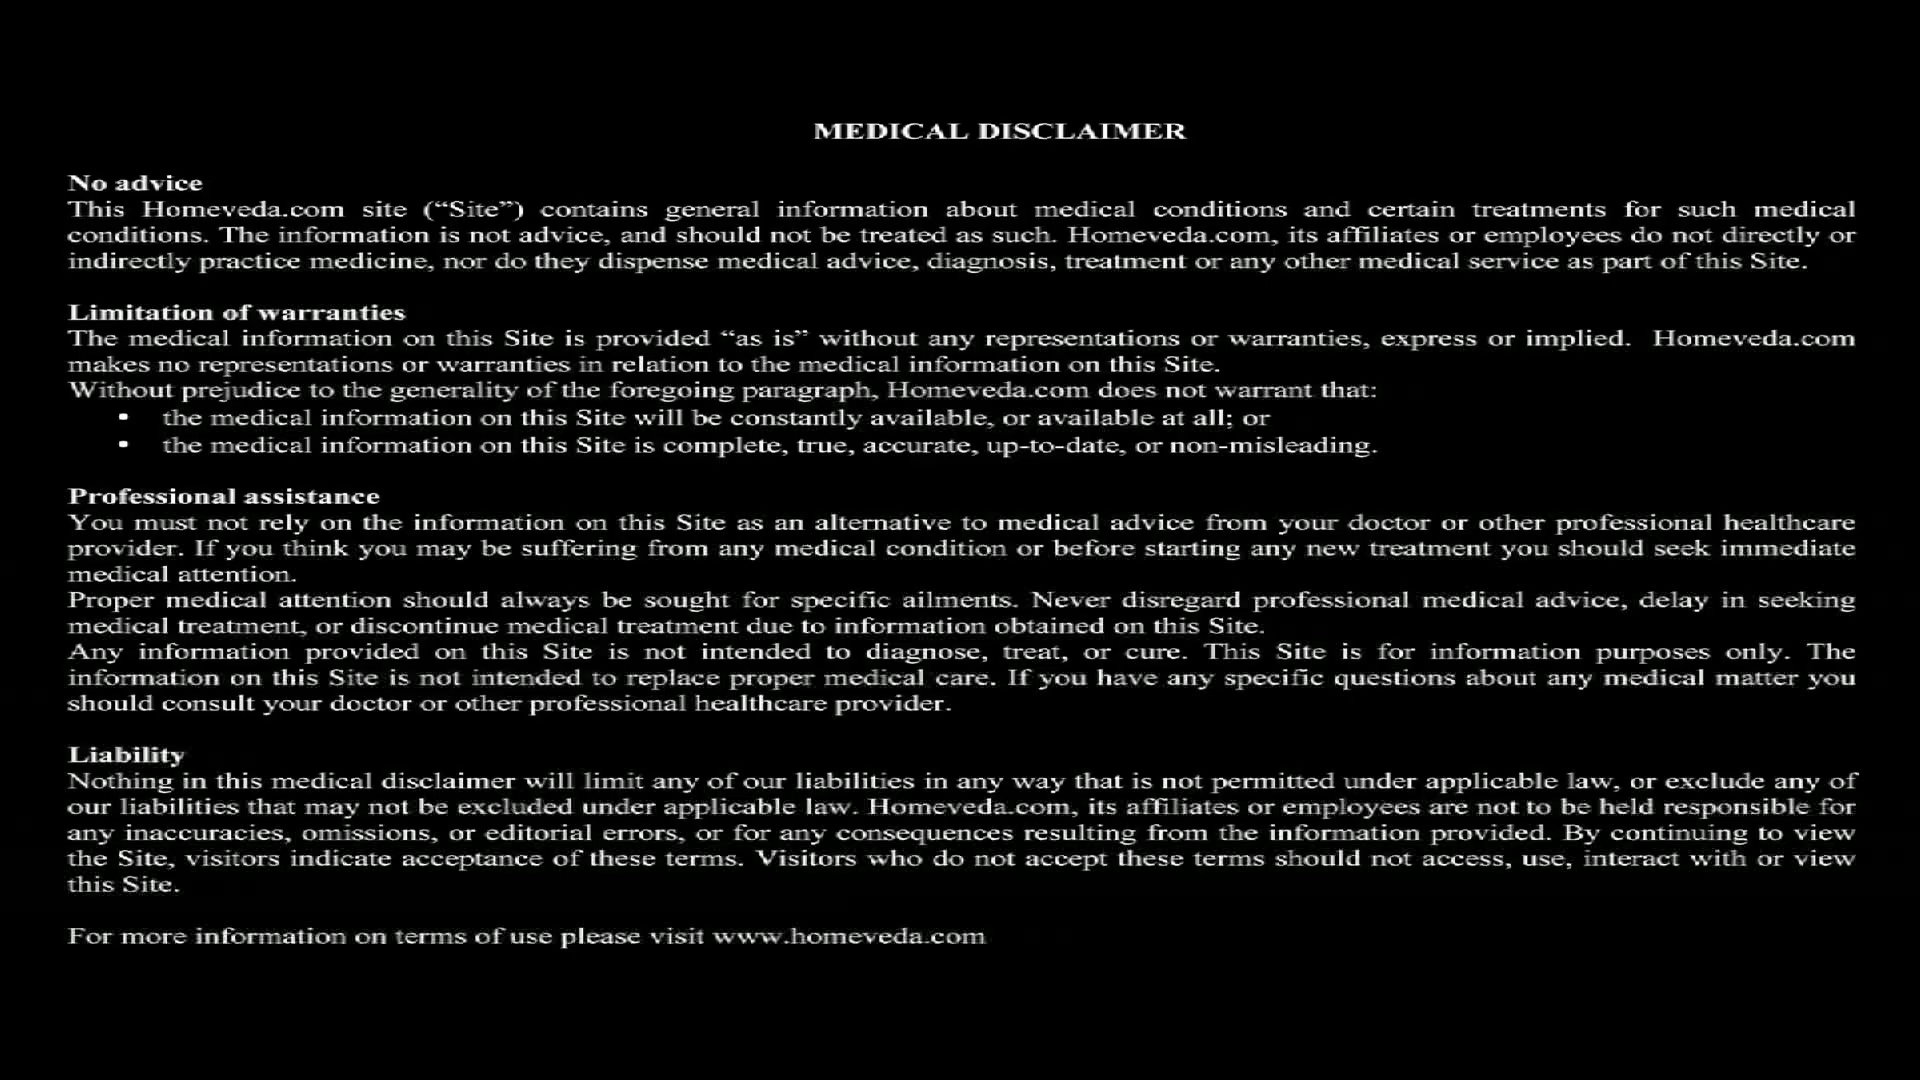 MEDICAL DISCLAIMER
No advice
This Homeveda.com site (“Site”) contains general information about medical conditions and certain treatments for such medical
conditions. The information is not advice, and should not be treated as such. Homeveda.com, its affiliates or employees do not directly or
indirectly practice medicine, nor do they dispense medical advice, diagnosis, treatment or any other medical service as part of this Site.
Limitation of warranties
The medical information on this Site is provided “as is” without any representations or warranties, express or implied. Homeveda.com
makes no representations or warranties in relation to the medical information on this Site.
Without prejudice to the generality of the foregoing paragraph, Homeveda.com does not warrant that:
• the medical information on this Site will be constantly available, or available at all; or
• the medical information on this Site is complete, true, accurate, up-to-date, or non-misleading.
Professional assistance
You must not rely on the information on this Site as an alternative to medical advice from your doctor or other professional healthcare
provider. If you think you may be suffering from any medical condition or before starting any new treatment you should seek immediate
medical attention.
Proper medical attention should always be sought for specific ailments. Never disregard professional medical advice, delay in seeking
medical treatment, or discontinue medical treatment due to information obtained on this Site.
Any information provided on this Site is not intended to diagnose, treat, or cure. This Site is for information purposes only. The
information on this Site is not intended to replace proper medical care. If you have any specific questions about any medical matter you
should consult your doctor or other professional healthcare provider.
Liability
Nothing in this medical disclaimer will limit any of our liabilities in any way that is not permitted under applicable law, or exclude any of
our liabilities that may not be excluded under applicable law. Homeveda.com, its affiliates or employees are not to be held responsible for
any inaccuracies, omissions, or editorial errors, or for any consequences resulting from the information provided. By continuing to view
the Site, visitors indicate acceptance of these terms. Visitors who do not accept these terms should not access, use, interact with or view
this Site.
For more information on terms of use please visit www.homeveda.com